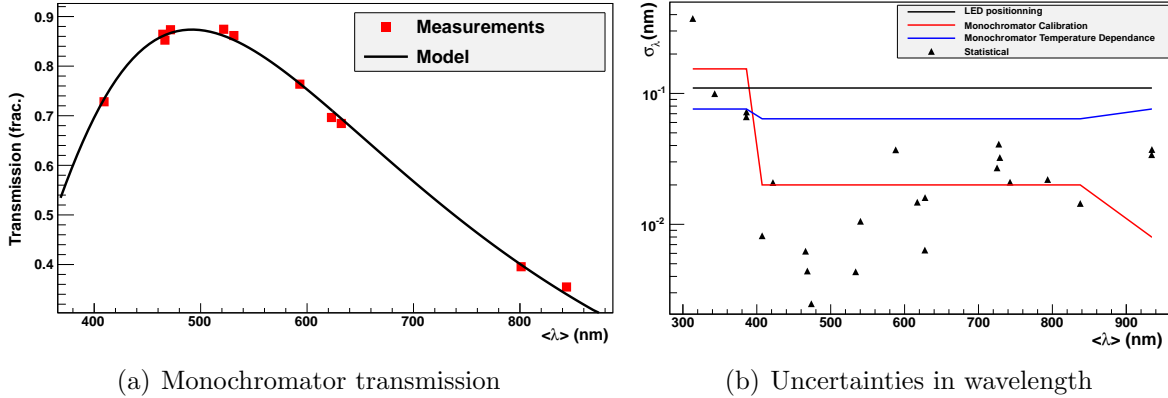 0.9
0.8
0.7
0.6
0.5
0.4
Transmission (frac.)
Measurements
Model
400
500
600
700
800
<λ> (nm)
(a) Monochromator transmission
σλ(nm)
10⁻¹
10⁻²
LED positionning
Monochromator Calibration
Monochromator Temperature Dependance
Statistical
300
400
500
600
700
800
900
<λ> (nm)
(b) Uncertainties in wavelength